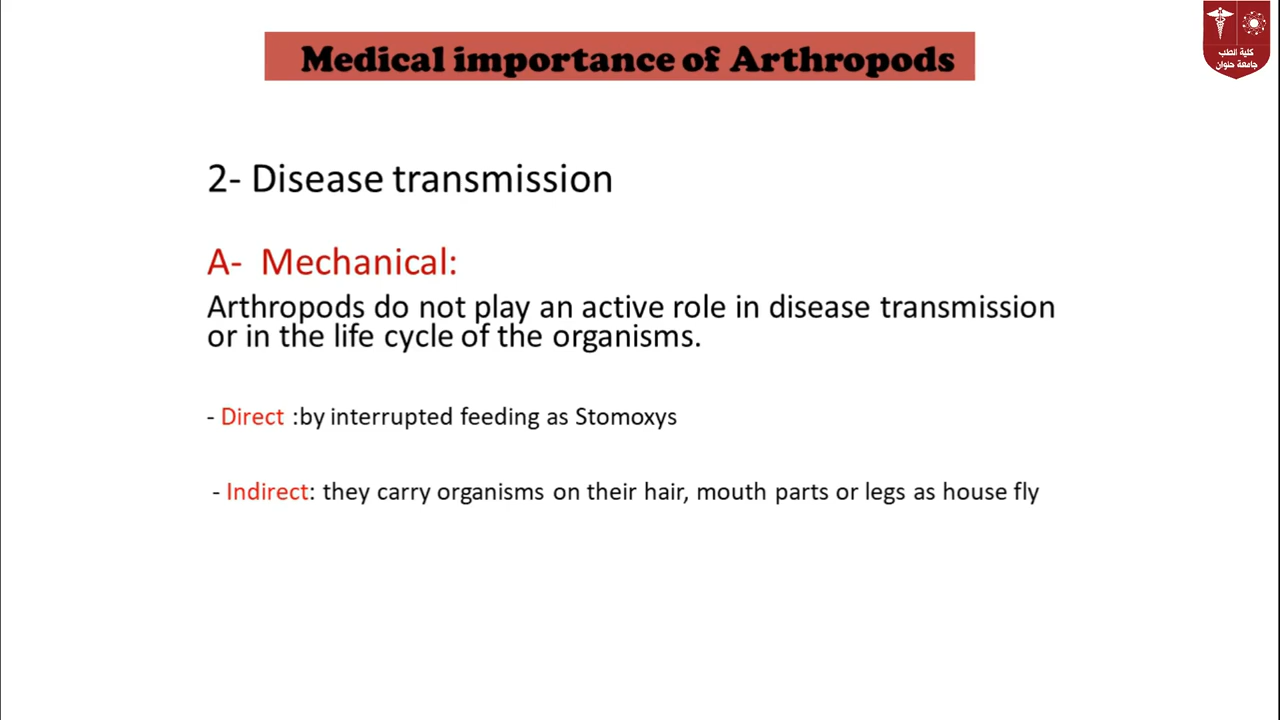 Medical importance of Arthropods
كلية الطب
جامعة حلوان
2- Disease transmission
A- Mechanical:
Arthropods do not play an active role in disease transmission
or in the life cycle of the organisms.
- Direct :by interrupted feeding as Stomoxys
- Indirect: they carry organisms on their hair, mouth parts or legs as house fly